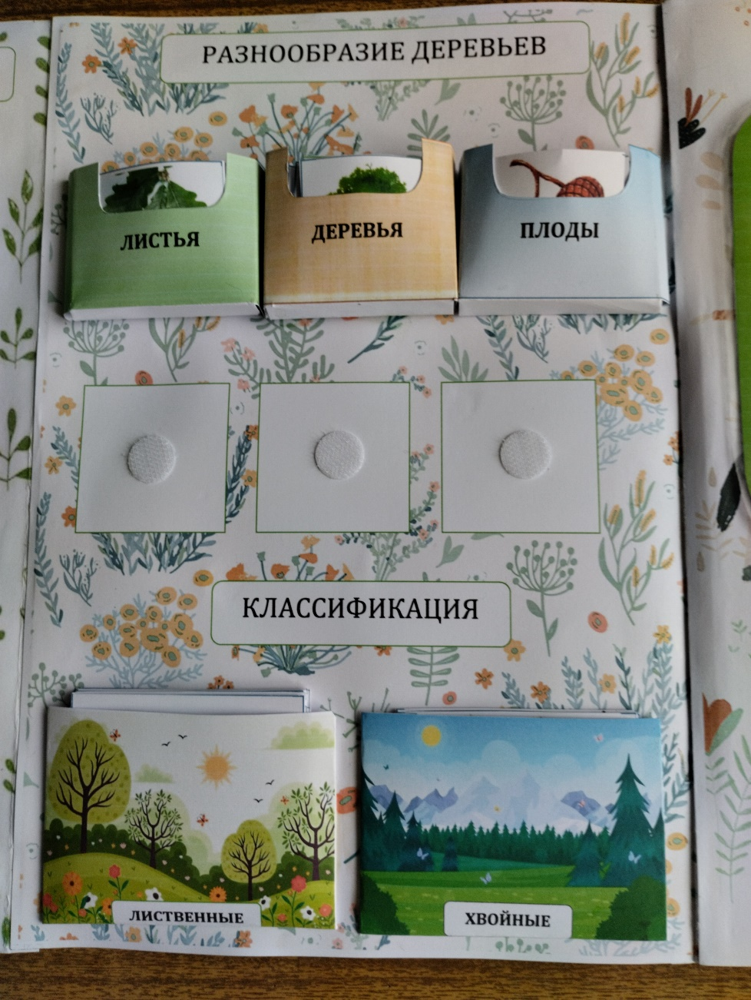 РАЗНООБРАЗИЕ ДЕРЕВЬЕВ
ЛИСТЬЯ
ДЕРЕВЬЯ
ПЛОДЫ
КЛАССИФИКАЦИЯ
ЛИСТВЕННЫЕ
ХВОЙНЫЕ